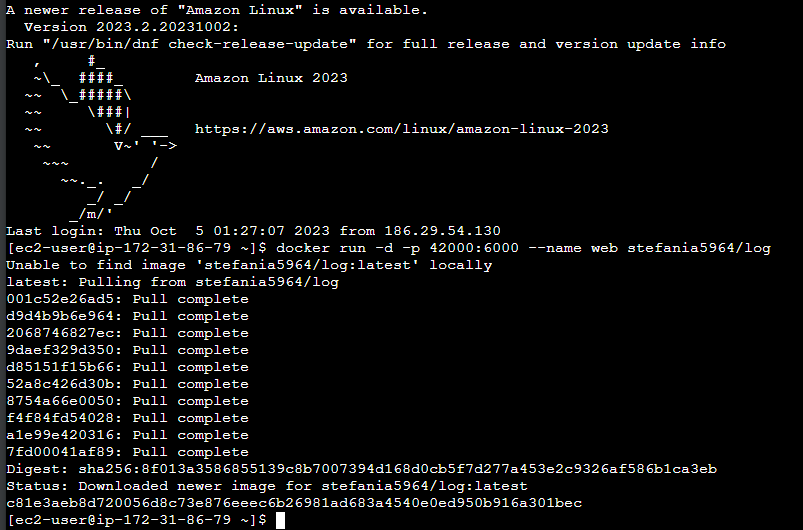 A newer release of "Amazon Linux" is available.
  Version 2023.2.20231002:
Run "/usr/bin/dnf check-release-update" for full release and version update info
   ,     #_
   ~\_  ####_        Amazon Linux 2023
  ~~  \_#####\
  ~~     \###|
  ~~       \#/ ___   https://aws.amazon.com/linux/amazon-linux-2023
   ~~       V~' '->
    ~~~         /
      ~~._.   _/
         _/ _/
       _/m/'
Last login: Thu Oct  5 01:27:07 2023 from 186.29.54.130
[ec2-user@ip-172-31-86-79 ~]$ docker run -d -p 42000:6000 --name web stefania5964/log
Unable to find image 'stefania5964/log:latest' locally
latest: Pulling from stefania5964/log
001c52e26ad5: Pull complete
d9d4b9b6e964: Pull complete
2068746827ec: Pull complete
9daef329d350: Pull complete
d85151f15b66: Pull complete
52a8c426d30b: Pull complete
8754a66e0050: Pull complete
f4f84fd54028: Pull complete
a1e99e420316: Pull complete
7fd00041af89: Pull complete
Digest: sha256:8f013a3586855139c8b7007394d168d0cb5f7d277a453e2c9326af586b1ca3eb
Status: Downloaded newer image for stefania5964/log:latest
c81e3aeb8d720056d8c73e876eeec6b26981ad683a4540e0ed950b916a301bec
[ec2-user@ip-172-31-86-79 ~]$